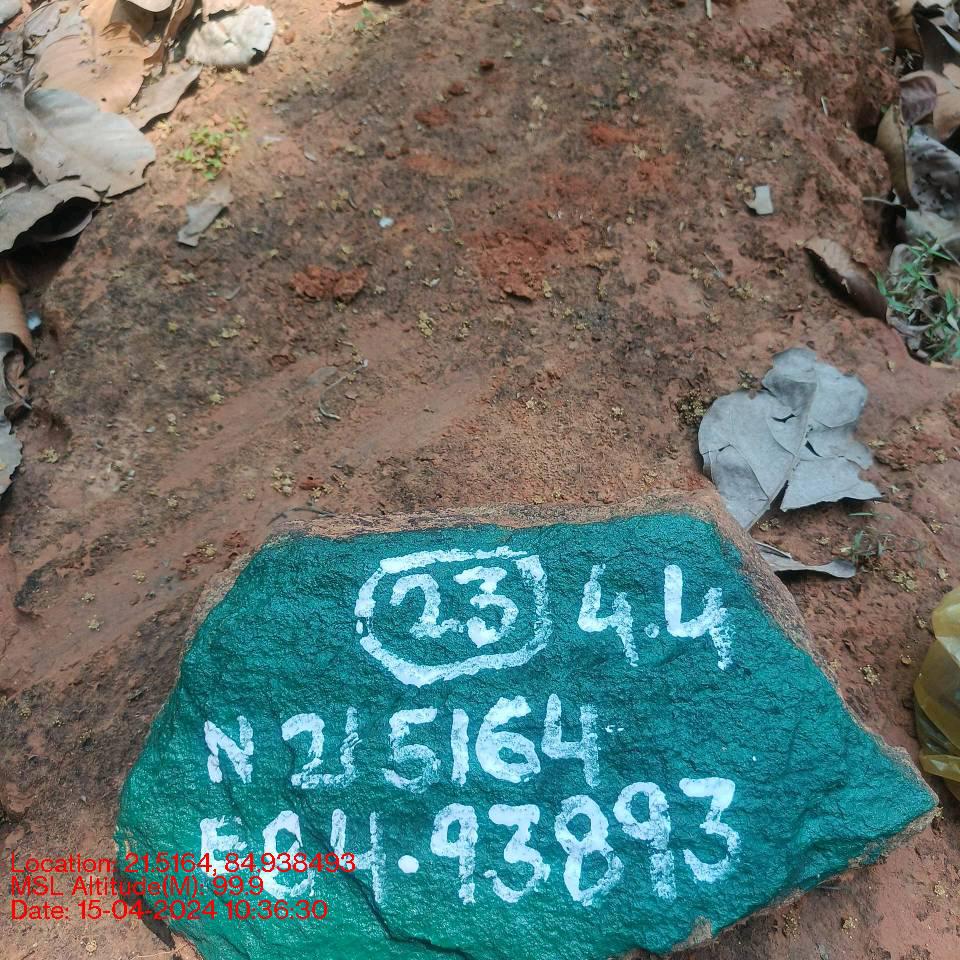 23 4.4
N 21 5164
E84.93893
Location: 21.5164, 84.938493
MSL Altitude(M): 99.9
Date: 15-04-2024 10:36:30